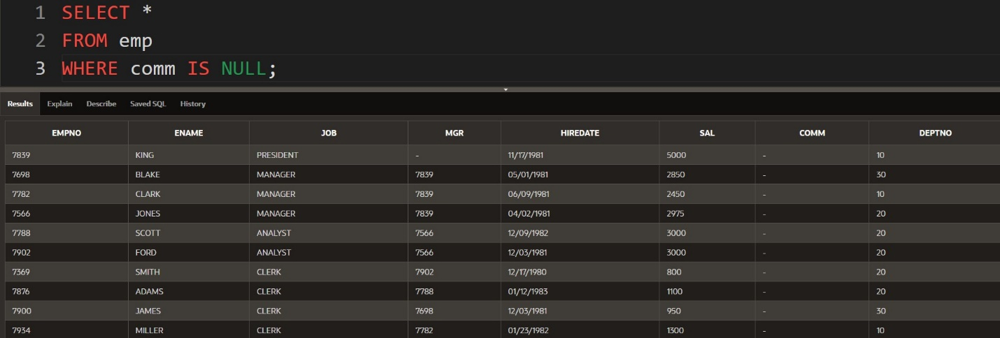 1 SELECT *
2 FROM emp
3 WHERE comm IS NULL;
Results Explain Describe Saved SQL History
EMPNO ENAME JOB MGR HIREDATE SAL COMM DEPTNO
7839 KING PRESIDENT - 11/17/1981 5000 - 10
7698 BLAKE MANAGER 7839 05/01/1981 2850 - 30
7782 CLARK MANAGER 7839 06/09/1981 2450 - 10
7566 JONES MANAGER 7839 04/02/1981 2975 - 20
7788 SCOTT ANALYST 7566 12/09/1982 3000 - 20
7902 FORD ANALYST 7566 12/03/1981 3000 - 20
7369 SMITH CLERK 7902 12/17/1980 800 - 20
7876 ADAMS CLERK 7788 01/12/1983 1100 - 20
7900 JAMES CLERK 7698 12/03/1981 950 - 30
7934 MILLER CLERK 7782 01/23/1982 1300 - 10